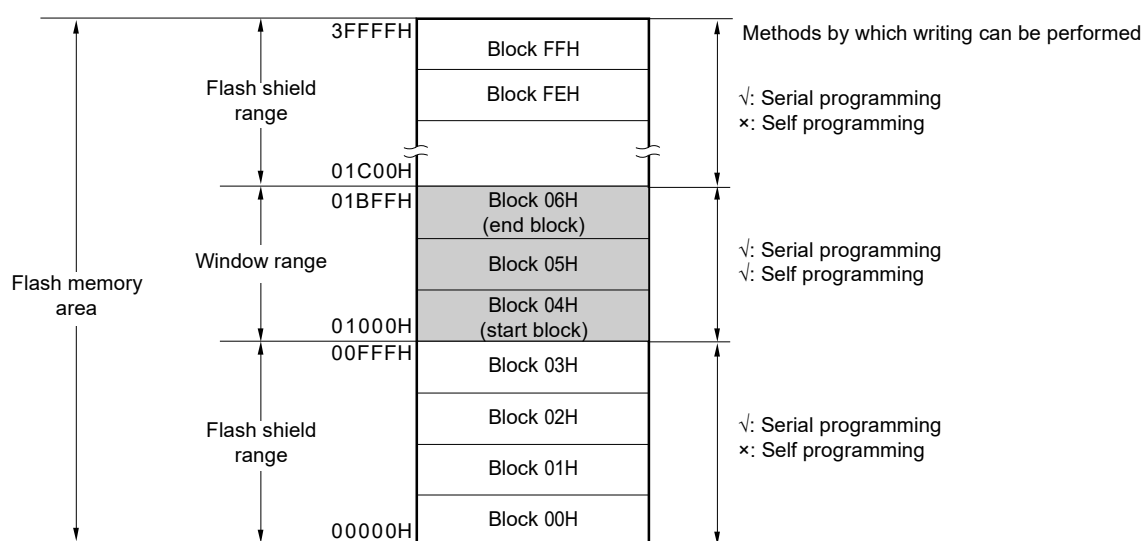 3FFFFH
Block FFH
Methods by which writing can be performed
Flash shield
range
Block FEH
√: Serial programming
×: Self programming
01C00H
01BFFH
Block 06H
(end block)
Window range
Block 05H
√: Serial programming
√: Self programming
Flash memory
area
Block 04H
(start block)
01000H
00FFFH
Block 03H
Flash shield
range
Block 02H
√: Serial programming
×: Self programming
Block 01H
Block 00H
00000H